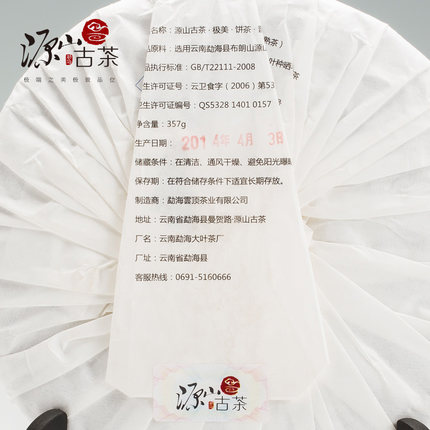 源山古茶
极端之美极致品位
名称：源山古茶·极美·饼茶·
原料：选用云南勐海县布朗山源
叶种晒
品执行标准：GB/T22111-2008
生许可证号：云卫食字（2006）第53
生许可证编号：QS5328 1401 0157
净含量：357g
生产日期：2014年4月3日
储藏条件：在清洁、通风干燥、避免阳光曝晒
保存期：在符合储存条件下适宜长期存放。
制造商：勐海雲顶茶业有限公司
地址：云南省勐海县曼贺路·源山古茶
厂名：云南勐海大叶茶厂
厂址：云南省勐海县
客服热线：0691-5160666
源山古茶